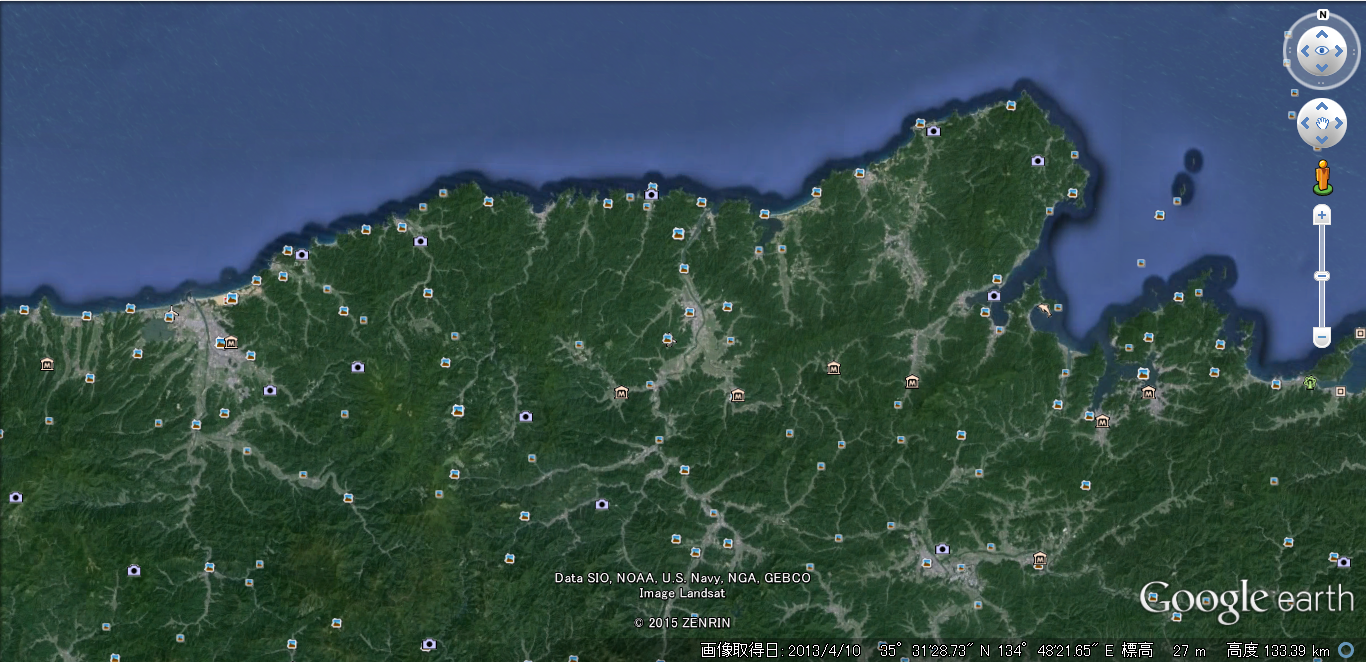 N
Data SIO, NOAA, U.S. Navy, NGA, GEBCO
Image Landsat
© 2015 ZENRIN
Google earth
画像取得日: 2013/4/10 35° 31'28.73" N 134° 48'21.65" E 標高 27 m 高度 133.39 km